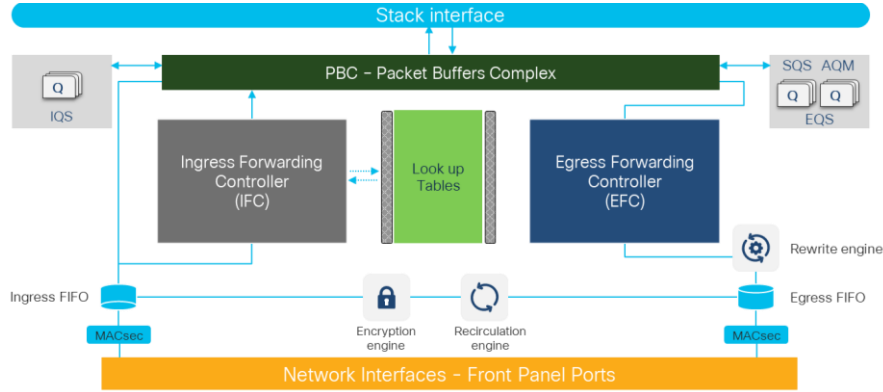 Stack interface
PBC – Packet Buffers Complex
Q
IQS
SQS AQM
Q Q
EQS
Ingress Forwarding
Controller
(IFC)
Look up
Tables
Egress Forwarding
Controller
(EFC)
Rewrite engine
Ingress FIFO
Egress FIFO
Encryption
engine
Recirculation
engine
MACsec
MACsec
Network Interfaces – Front Panel Ports